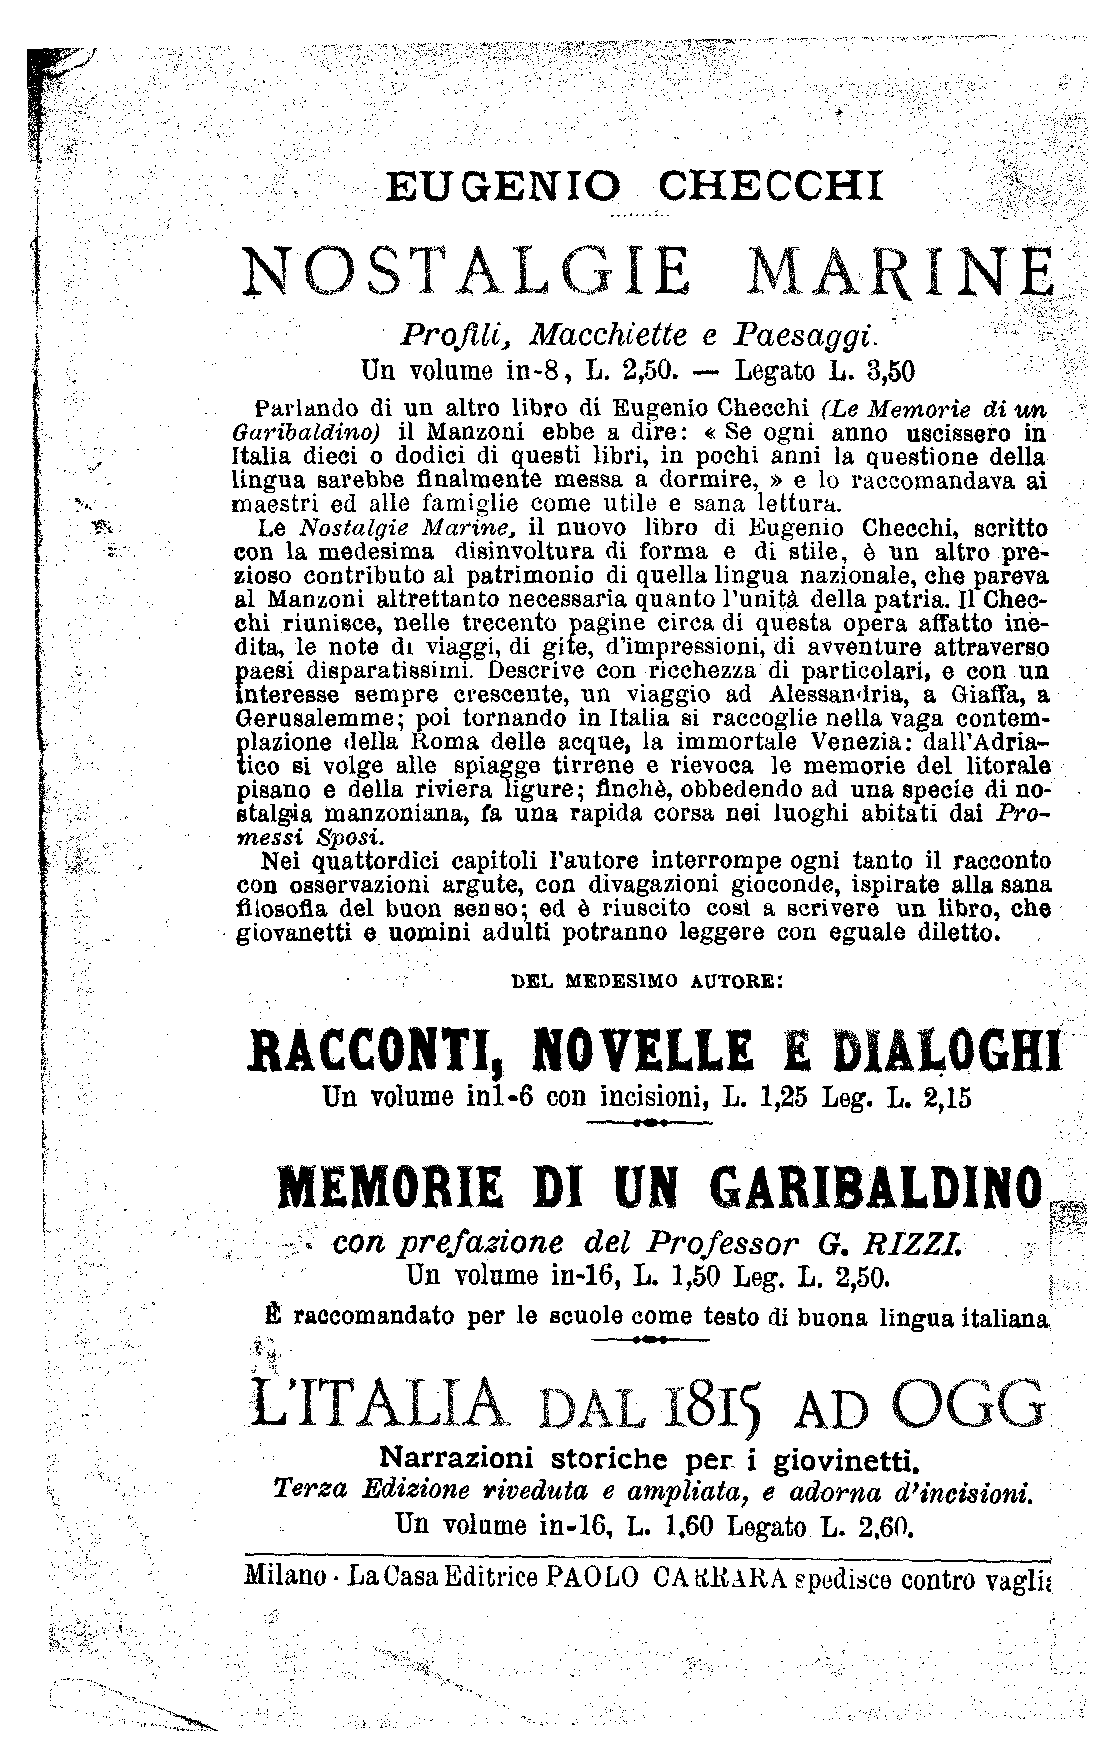 EUGENIO CHECCHI
NOSTALGIE MARINE
Profili, Macchiette e Paesaggi.
Un volume in-8, L. 2,50. — Legato L. 3,50
Parlando di un altro libro di Eugenio Checchi (Le Memorie di un
Garibaldino) il Manzoni ebbe a dire: « Se ogni anno uscissero in
Italia dieci o dodici di questi libri, in pochi anni la questione della
lingua sarebbe finalmente messa a dormire, » e lo raccomandava ai
maestri ed alle famiglie come utile e sana lettura.
Le Nostalgie Marine, il nuovo libro di Eugenio Checchi, scritto
con la medesima disinvoltura di forma e di stile, è un altro pre-
zioso contributo al patrimonio di quella lingua nazionale, che pareva
al Manzoni altrettanto necessaria quanto l'unità della patria. Il Chec-
chi riunisce, nelle trecento pagine circa di questa opera affatto ine-
dita, le note di viaggi, di gite, d'impressioni, di avventure attraverso
paesi disparatissimi. Descrive con ricchezza di particolari, e con un
interesse sempre crescente, un viaggio ad Alessandria, a Giaffa, a
Gerusalemme; poi tornando in Italia si raccoglie nella vaga contem-
plazione della Roma delle acque, la immortale Venezia: dall'Adria-
tico si volge alle spiagge tirrene e rievoca le memorie del litorale
pisano e della riviera ligure; finchè, obbedendo ad una specie di no-
stalgia manzoniana, fa una rapida corsa nei luoghi abitati dai Pro-
messi Sposi.
Nei quattordici capitoli l'autore interrompe ogni tanto il racconto
con osservazioni argute, con divagazioni gioconde, ispirate alla sana
filosofia del buon senso; ed è riuscito così a scrivere un libro, che
giovanetti e uomini adulti potranno leggere con eguale diletto.
DEL MEDESIMO AUTORE:
RACCONTI, NOVELLE E DIALOGHI
Un volume in1-6 con incisioni, L. 1,25 Leg. L. 2,15
MEMORIE DI UN GARIBALDINO
con prefazione del Professor G. RIZZI.
Un volume in-16, L. 1,50 Leg. L. 2,50.
È raccomandato per le scuole come testo di buona lingua italiana
L'ITALIA DAL 1815 AD OGG
Narrazioni storiche per i giovinetti.
Terza Edizione riveduta e ampliata, e adorna d'incisioni.
Un volume in-16, L. 1,60 Legato L. 2,60.
Milano · La Casa Editrice PAOLO CARRARA spedisce contro